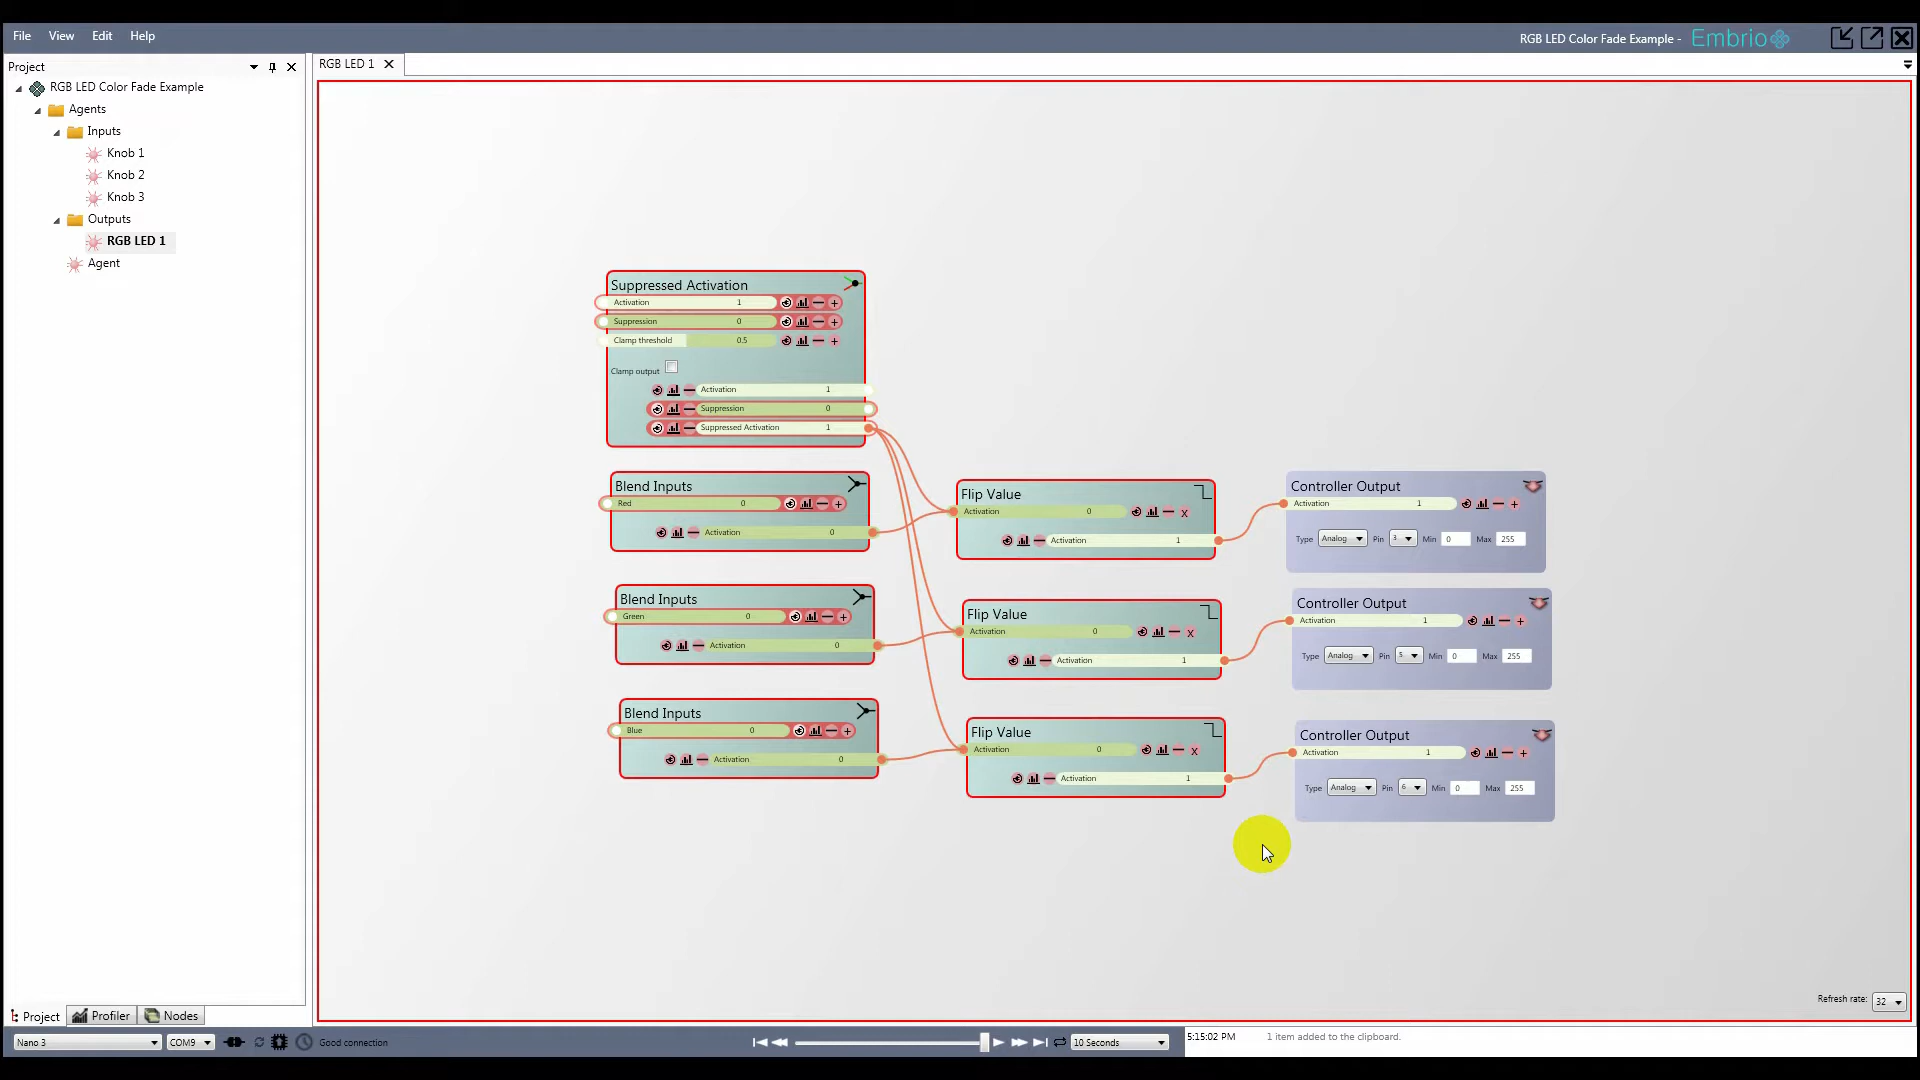 File View Edit Help
RGB LED Color Fade Example - Embrio
Project
RGB LED 1
RGB LED Color Fade Example
Agents
Inputs
Knob 1
Knob 2
Knob 3
Outputs
RGB LED 1
Agent
Suppressed Activation
Activation 1
Suppression 0
Clamp threshold 0.5
Clamp output
Activation 1
Suppression 0
Suppressed Activation 1
Blend Inputs
Red 0
Activation 0
Flip Value
Activation 0
X
Activation 1
Controller Output
Activation 1
Type Analog Pin 3 Min 0 Max 255
Blend Inputs
Green 0
Activation 0
Flip Value
Activation 0
X
Activation 1
Controller Output
Activation 1
Type Analog Pin 5 Min 0 Max 255
Blend Inputs
Blue 0
Activation 0
Flip Value
Activation 0
X
Activation 1
Controller Output
Activation 1
Type Analog Pin 6 Min 0 Max 255
Refresh rate: 32
Project Profiler Nodes
Nano 3 COM9 Good connection
10 Seconds
5:15:02 PM 1 item added to the clipboard.